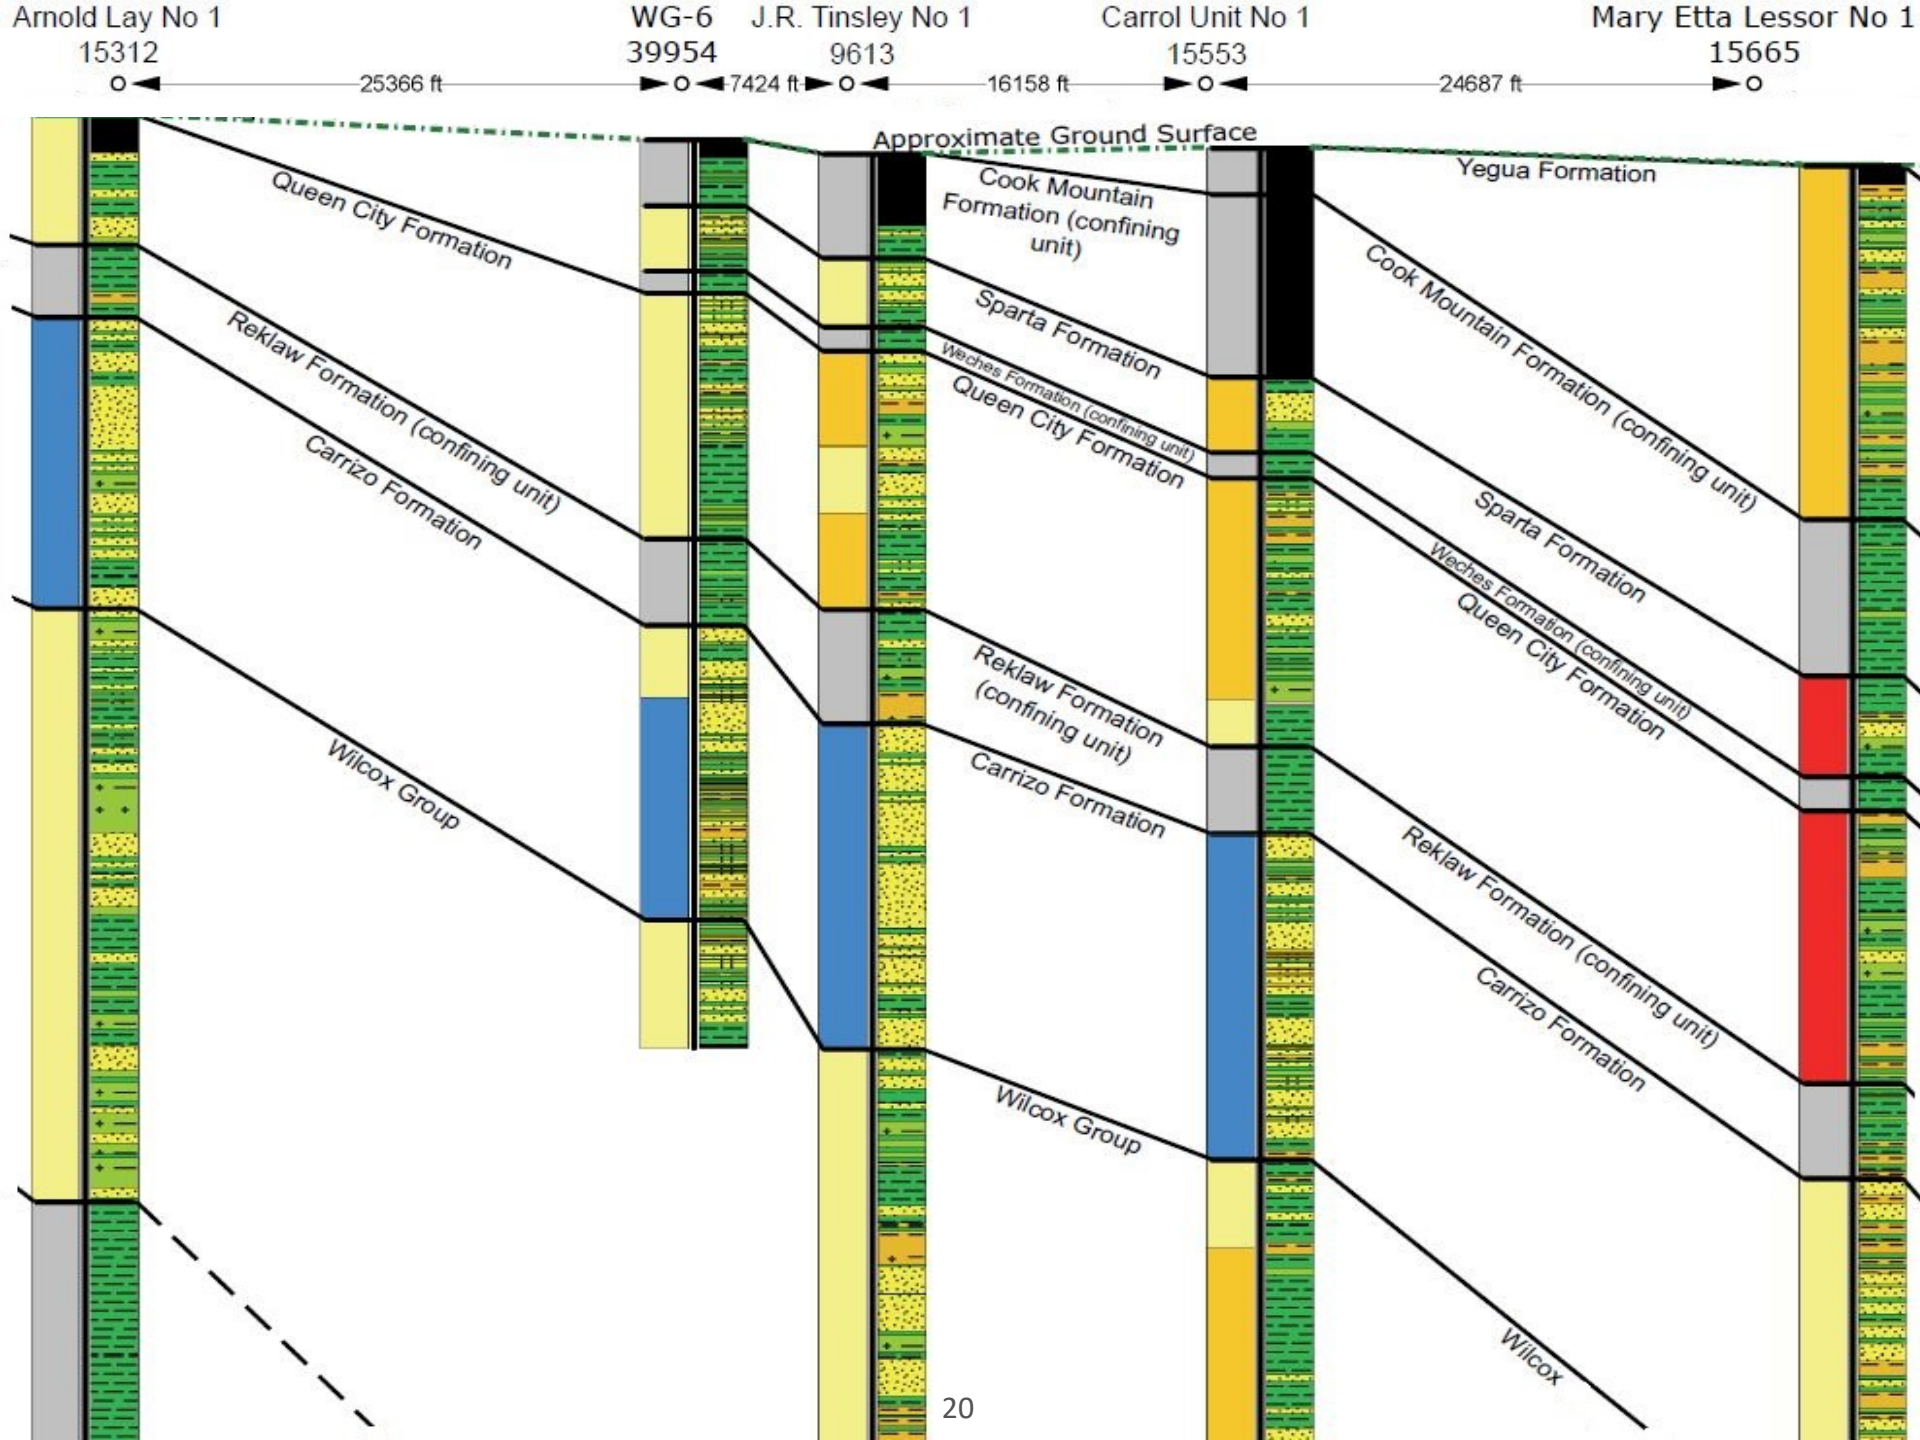 Arnold Lay No 1
15312
WG-6
39954
J.R. Tinsley No 1
9613
Carrol Unit No 1
15553
Mary Etta Lessor No 1
15665
25366 ft
7424 ft
16158 ft
24687 ft
Approximate Ground Surface
Queen City Formation
Reklaw Formation (confining unit)
Carrizo Formation
Wilcox Group
Cook Mountain
Formation (confining
unit)
Sparta Formation
Weches Formation (confining unit)
Queen City Formation
Reklaw Formation
(confining unit)
Carrizo Formation
Wilcox Group
Yegua Formation
Cook Mountain Formation (confining unit)
Sparta Formation
Weches Formation (confining unit)
Queen City Formation
Reklaw Formation (confining unit)
Carrizo Formation
Wilcox
20